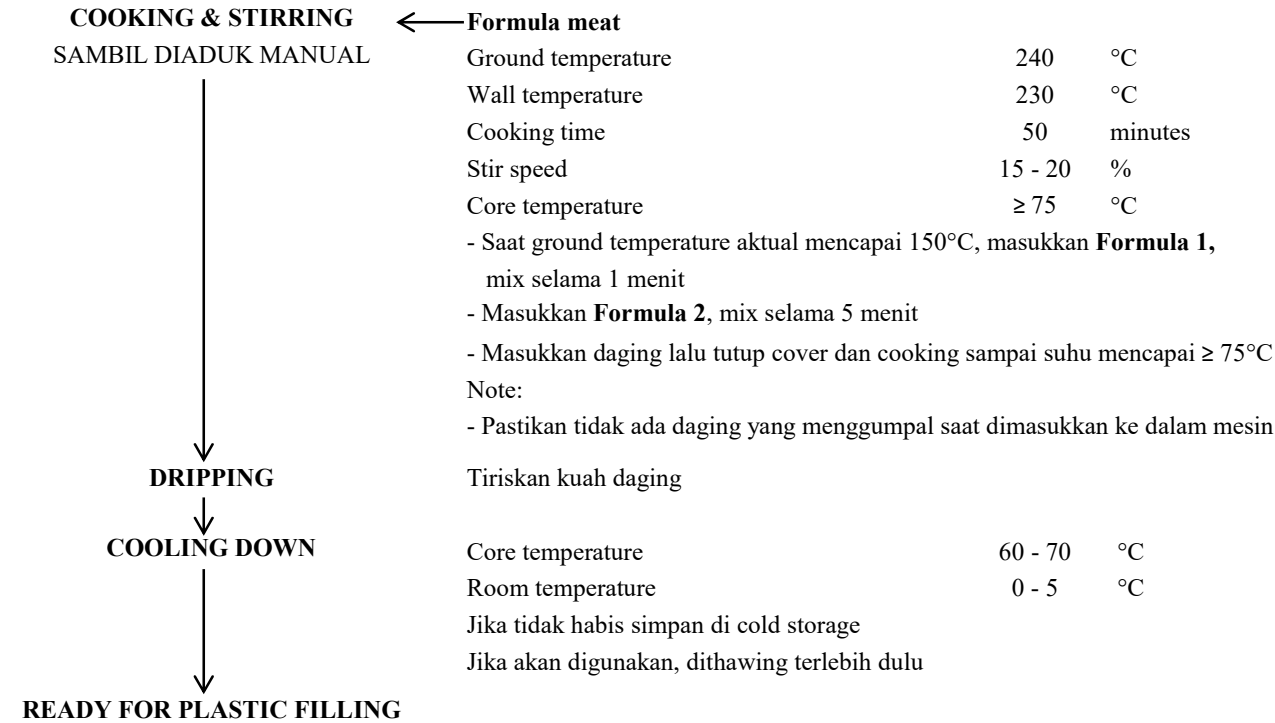 COOKING & STIRRING Formula meat
SAMBIL DIADUK MANUAL Ground temperature 240 °C
Wall temperature 230 °C
Cooking time 50 minutes
Stir speed 15 - 20 %
Core temperature ≥ 75 °C
- Saat ground temperature aktual mencapai 150°C, masukkan Formula 1,
mix selama 1 menit
- Masukkan Formula 2, mix selama 5 menit
- Masukkan daging lalu tutup cover dan cooking sampai suhu mencapai ≥ 75°C
Note:
- Pastikan tidak ada daging yang menggumpal saat dimasukkan ke dalam mesin
DRIPPING Tiriskan kuah daging
COOLING DOWN Core temperature 60 - 70 °C
Room temperature 0 - 5 °C
Jika tidak habis simpan di cold storage
Jika akan digunakan, dithawing terlebih dulu
READY FOR PLASTIC FILLING